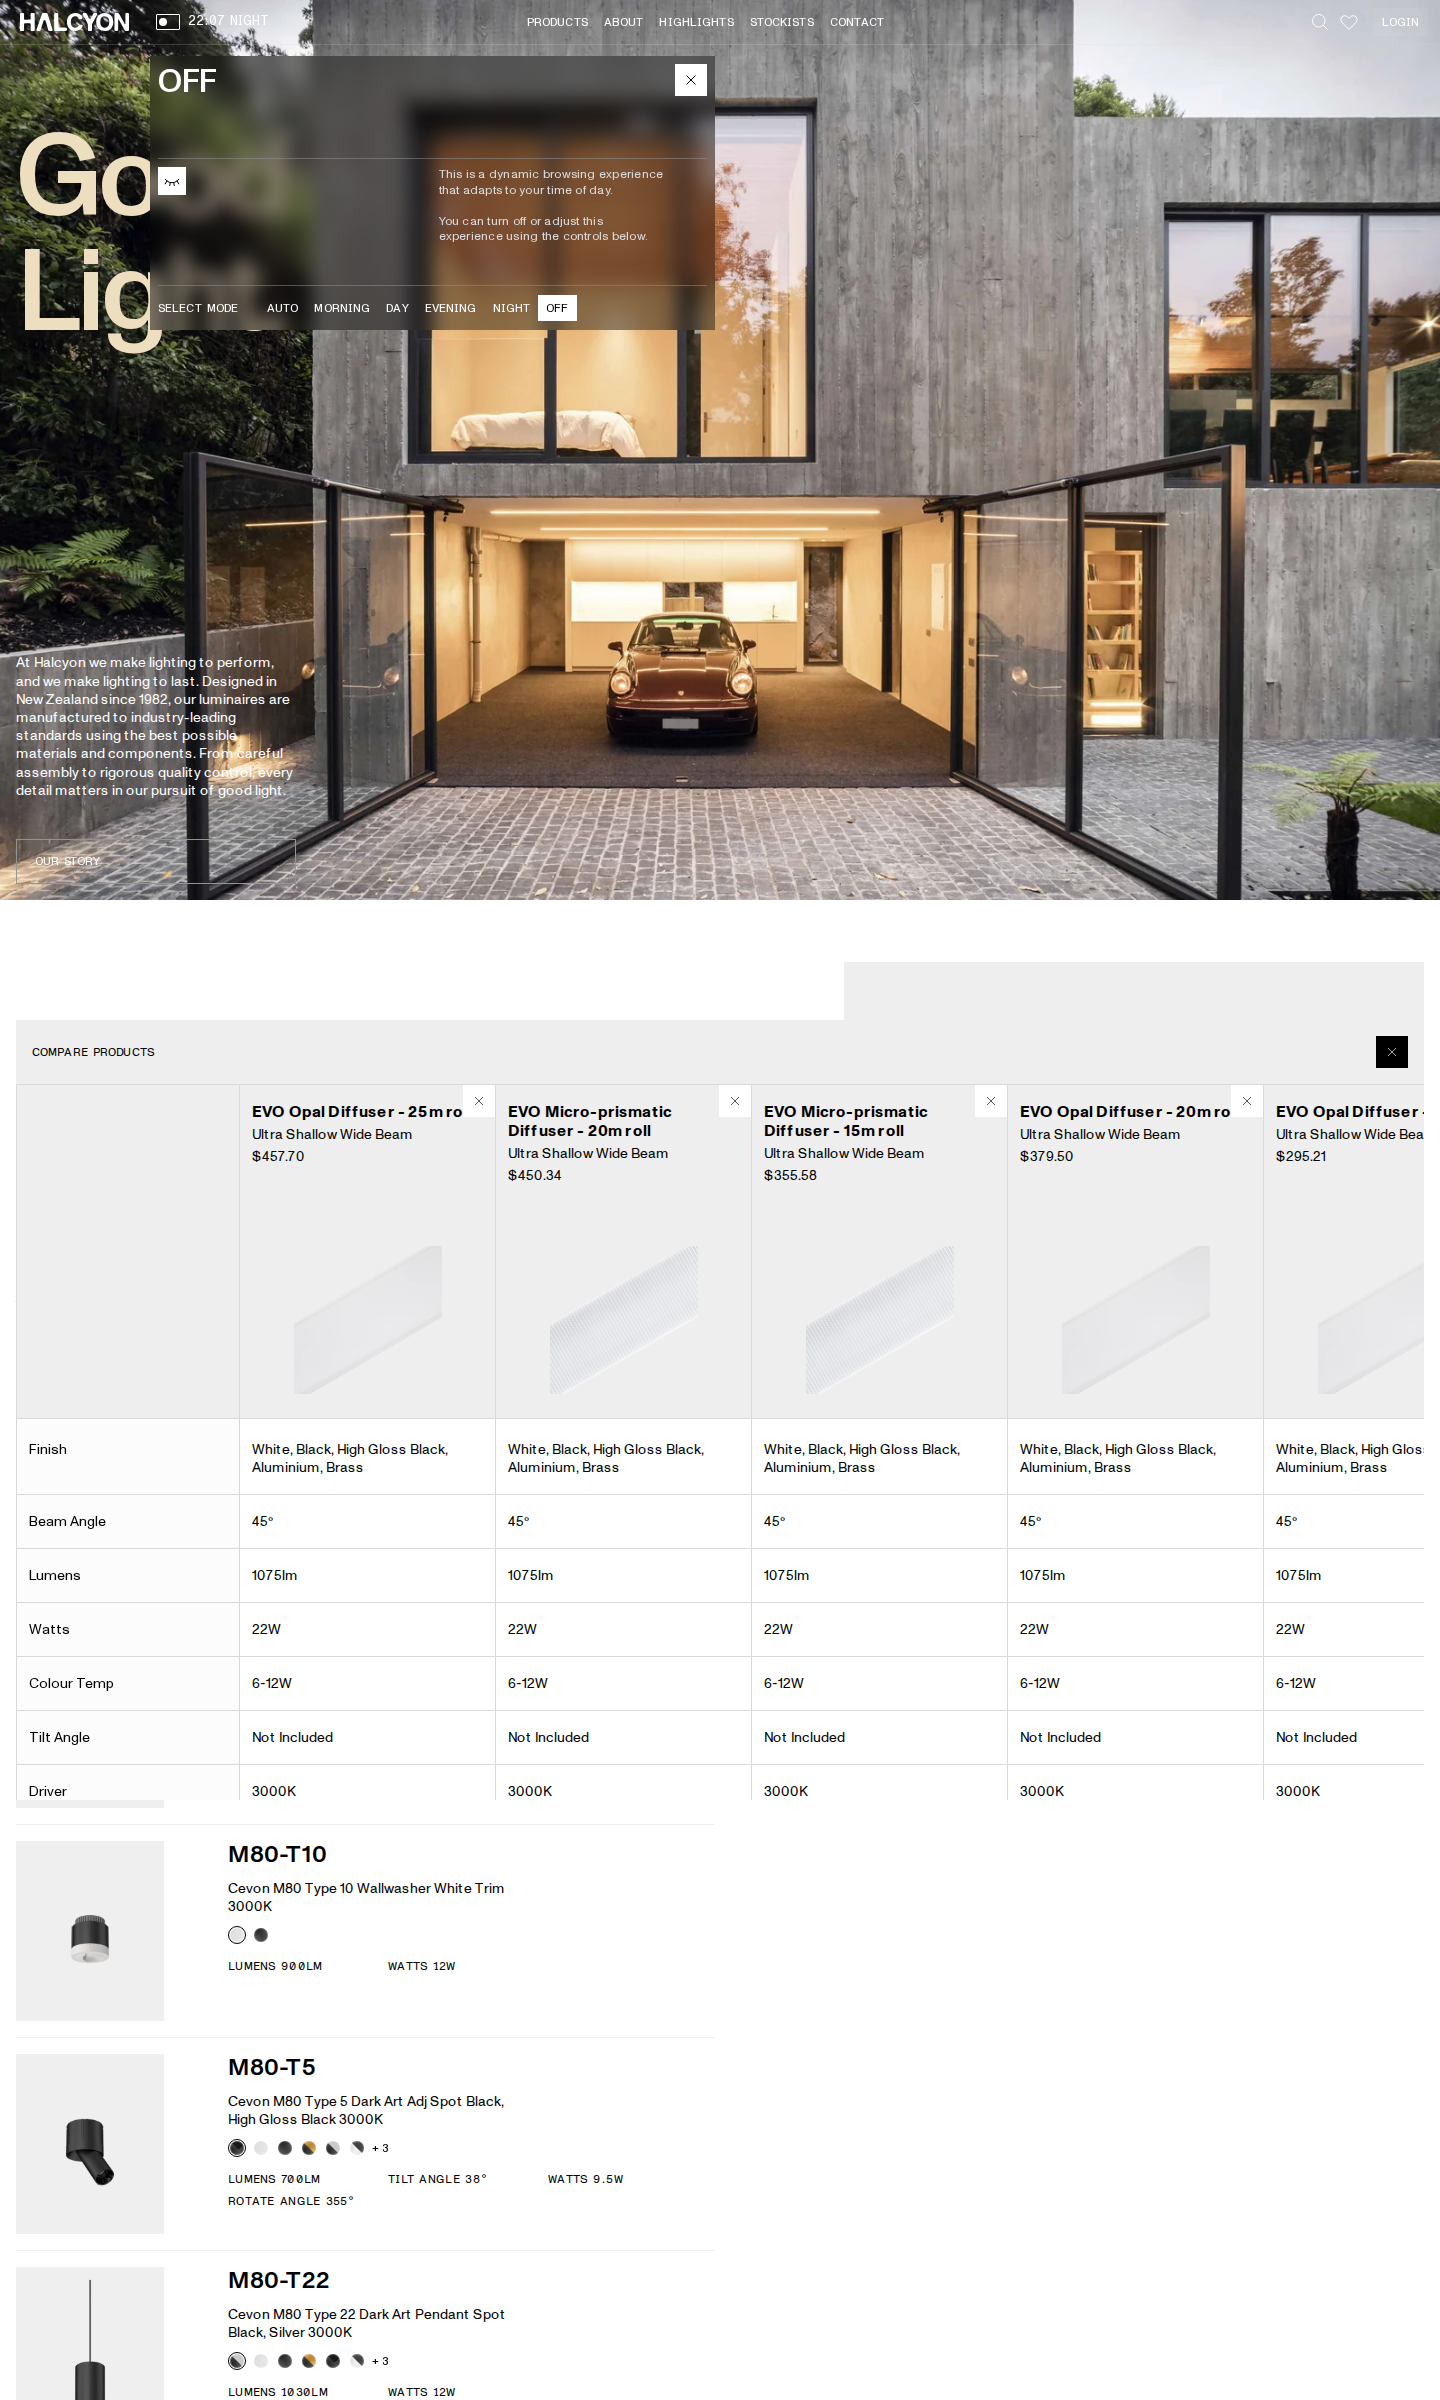 HALCYON
22:07 NIGHT
PRODUCTS ABOUT HIGHLIGHTS STOCKISTS CONTACT
LOGIN
OFF
Go
Lig
This is a dynamic browsing experience
that adapts to your time of day.
You can turn off or adjust this
experience using the controls below.
SELECT MODE AUTO MORNING DAY EVENING NIGHT OFF
At Halcyon we make lighting to perform,
and we make lighting to last. Designed in
New Zealand since 1982, our luminaires are
manufactured to industry-leading
standards using the best possible
materials and components. From careful
assembly to rigorous quality control, every
detail matters in our pursuit of good light.
OUR STORY
COMPARE PRODUCTS
EVO Opal Diffuser - 25m ro
Ultra Shallow Wide Beam
$457.70
EVO Micro-prismatic
Diffuser - 20m roll
Ultra Shallow Wide Beam
$450.34
EVO Micro-prismatic
Diffuser - 15m roll
Ultra Shallow Wide Beam
$355.58
EVO Opal Diffuser - 20m ro
Ultra Shallow Wide Beam
$379.50
EVO Opal Diffuser -
Ultra Shallow Wide Bea
$295.21
Finish
White, Black, High Gloss Black,
Aluminium, Brass
White, Black, High Gloss Black,
Aluminium, Brass
White, Black, High Gloss Black,
Aluminium, Brass
White, Black, High Gloss Black,
Aluminium, Brass
White, Black, High Glos
Aluminium, Brass
Beam Angle 45° 45° 45° 45° 45°
Lumens 1075lm 1075lm 1075lm 1075lm 1075lm
Watts 22W 22W 22W 22W 22W
Colour Temp 6-12W 6-12W 6-12W 6-12W 6-12W
Tilt Angle Not Included Not Included Not Included Not Included Not Included
Driver 3000K 3000K 3000K 3000K 3000K
M80-T10
Cevon M80 Type 10 Wallwasher White Trim
3000K
LUMENS 900LM WATTS 12W
M80-T5
Cevon M80 Type 5 Dark Art Adj Spot Black,
High Gloss Black 3000K
+ 3
LUMENS 700LM TILT ANGLE 38° WATTS 9.5W
ROTATE ANGLE 355°
M80-T22
Cevon M80 Type 22 Dark Art Pendant Spot
Black, Silver 3000K
+ 3
LUMENS 1030LM WATTS 12W